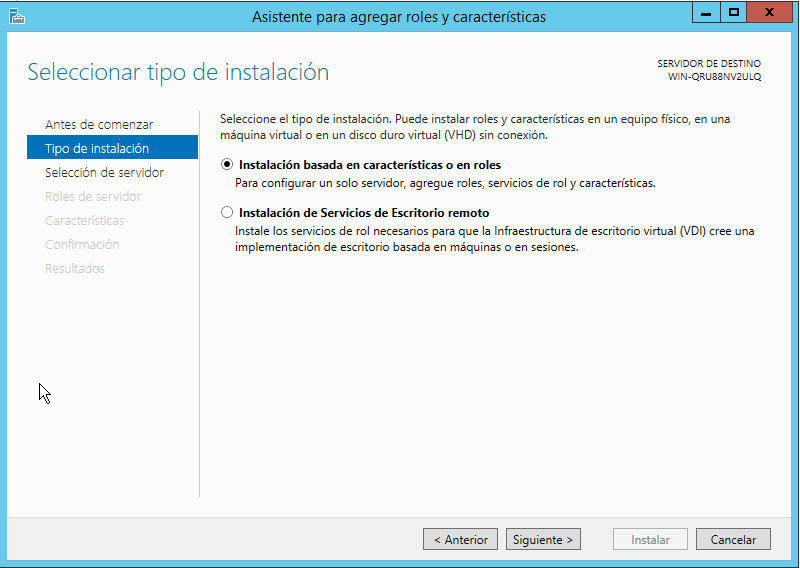 Asistente para agregar roles y características
Seleccionar tipo de instalación
SERVIDOR DE DESTINO
WIN-QRU88NV2ULQ
Antes de comenzar
Tipo de instalación
Selección de servidor
Roles de servidor
Características
Confirmación
Resultados
Seleccione el tipo de instalación. Puede instalar roles y características en un equipo físico, en una
máquina virtual o en un disco duro virtual (VHD) sin conexión.
Instalación basada en características o en roles
Para configurar un solo servidor, agregue roles, servicios de rol y características.
Instalación de Servicios de Escritorio remoto
Instale los servicios de rol necesarios para que la Infraestructura de escritorio virtual (VDI) cree una
implementación de escritorio basada en máquinas o en sesiones.
< Anterior
Siguiente >
Instalar
Cancelar